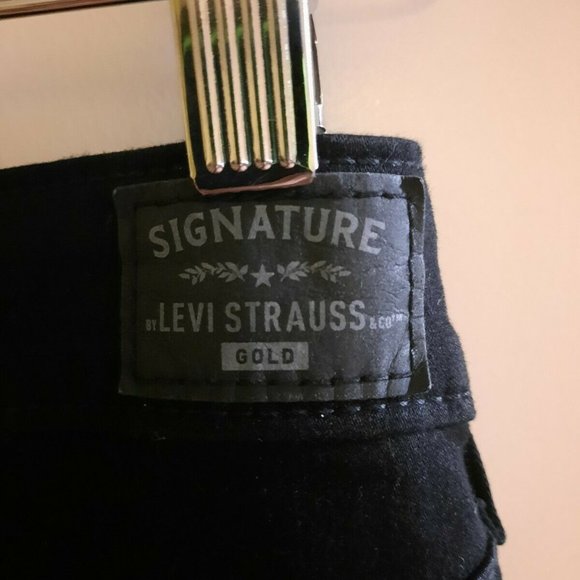 SIGNATURE
BY LEVI STRAUSS & CO™
GOLD